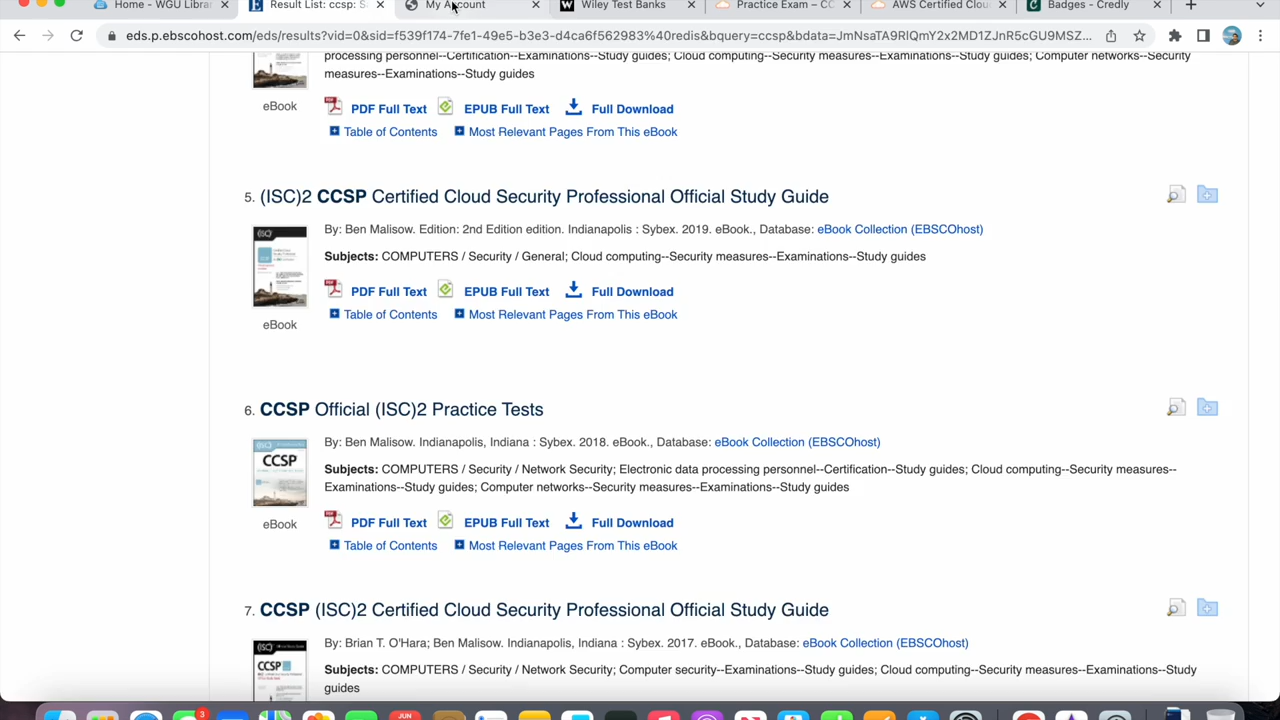 Home - WGU Librar
Result List: ccsp: S
My Account
Wiley Test Banks
Practice Exam – CC
AWS Certified Clou
Badges - Credly
eds.p.ebscohost.com/eds/results?vid=0&sid=f539f174-7fe1-49e5-b3e3-d4ca6f562983%40redis&bquery=ccsp&bdata=JmNsaTA9RlQmY2x2MD1ZJnR5cGU9MSZ...
processing personnel--Certification--Examinations--Study guides; Cloud computing--Security measures--Examinations--Study guides; Computer networks--Security
measures--Examinations--Study guides
eBook
PDF Full Text EPUB Full Text Full Download
Table of Contents Most Relevant Pages From This eBook
5. (ISC)2 CCSP Certified Cloud Security Professional Official Study Guide
By: Ben Malisow. Edition: 2nd Edition edition. Indianapolis : Sybex. 2019. eBook., Database: eBook Collection (EBSCOhost)
Subjects: COMPUTERS / Security / General; Cloud computing--Security measures--Examinations--Study guides
PDF Full Text EPUB Full Text Full Download
Table of Contents Most Relevant Pages From This eBook
eBook
6. CCSP Official (ISC)2 Practice Tests
By: Ben Malisow. Indianapolis, Indiana : Sybex. 2018. eBook., Database: eBook Collection (EBSCOhost)
Subjects: COMPUTERS / Security / Network Security; Electronic data processing personnel--Certification--Study guides; Cloud computing--Security measures--
Examinations--Study guides; Computer networks--Security measures--Examinations--Study guides
CCSP
eBook
PDF Full Text EPUB Full Text Full Download
Table of Contents Most Relevant Pages From This eBook
7. CCSP (ISC)2 Certified Cloud Security Professional Official Study Guide
By: Brian T. O'Hara; Ben Malisow. Indianapolis, Indiana : Sybex. 2017. eBook., Database: eBook Collection (EBSCOhost)
Subjects: COMPUTERS / Security / Network Security; Computer security--Examinations--Study guides; Cloud computing--Security measures--Examinations--Study
guides
CCSP
3
JUN